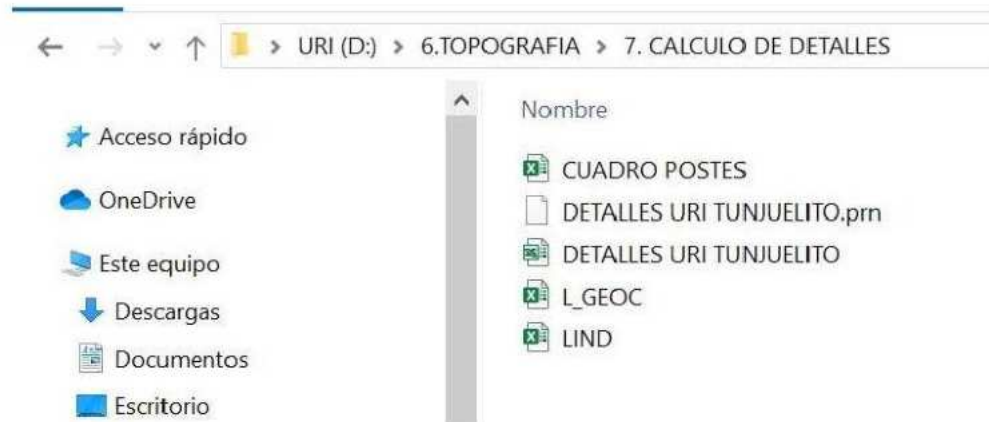 URI (D:) > 6.TOPOGRAFIA > 7. CALCULO DE DETALLES
Acceso rápido
OneDrive
Este equipo
Descargas
Documentos
Escritorio
Nombre
CUADRO POSTES
DETALLES URI TUNJUELITO.prn
DETALLES URI TUNJUELITO
L_GEOC
LIND